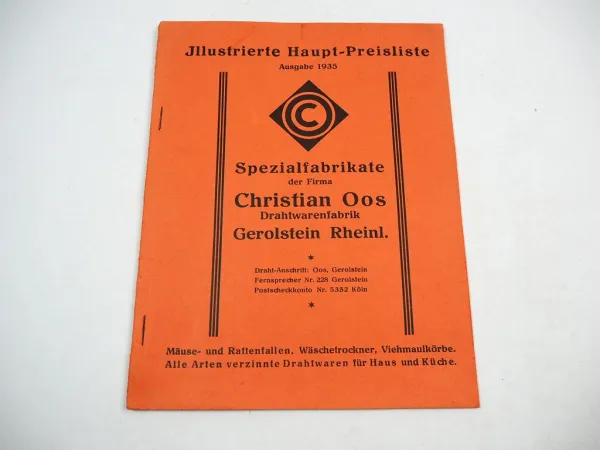 Jllustrierte Haupt-Preisliste
Ausgabe 1935
C
Spezialfabrikate
der Firma
Christian Oos
Drahtwarenfabrik
Gerolstein Rheinl.
*
Draht-Anschrift: Oos, Gerolstein
Fernsprecher Nr. 228 Gerolstein
Postscheckkonto Nr. 5352 Köln
*
Mäuse- und Rattenfallen, Wäschetrockner, Viehmaulkörbe.
Alle Arten verzinnte Drahtwaren für Haus und Küche.